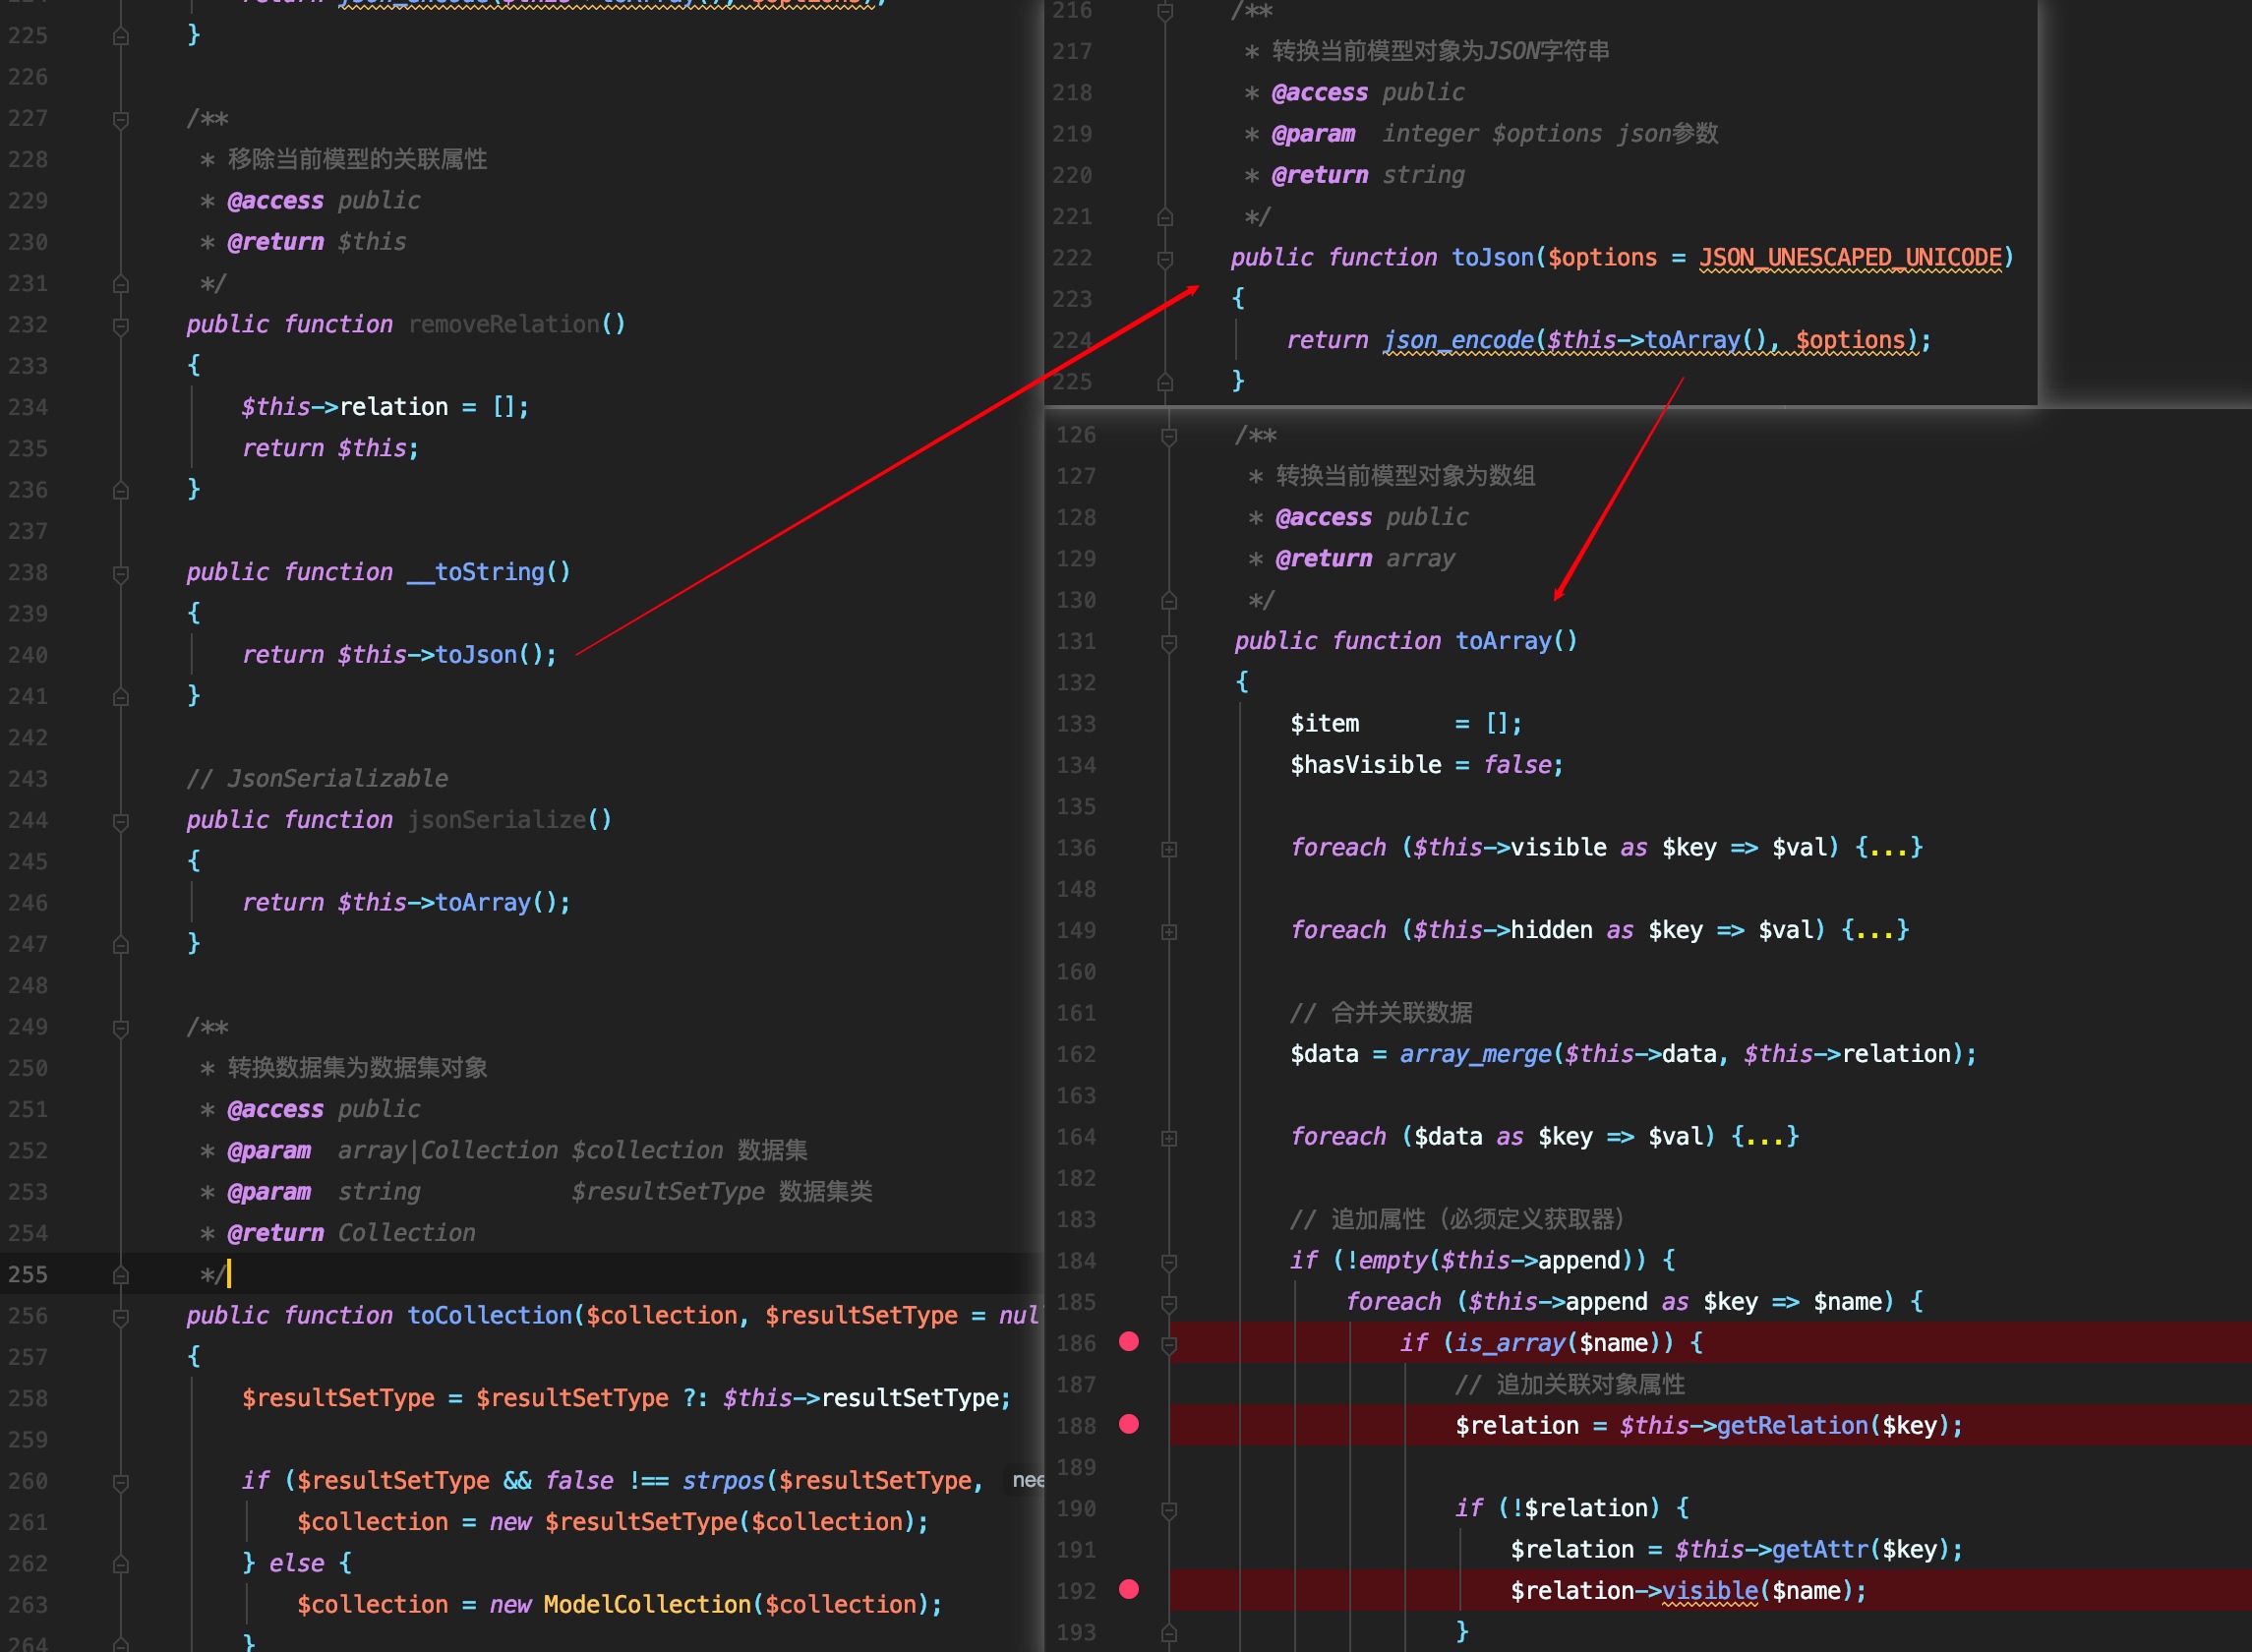 225 }
226
227 /**
228 * 移除当前模型的关联属性
229 * @access public
230 * @return $this
231 */
232 public function removeRelation()
233 {
234 $this->relation = [];
235 return $this;
236 }
237
238 public function __toString()
239 {
240 return $this->toJson();
241 }
242
243 // JsonSerializable
244 public function jsonSerialize()
245 {
246 return $this->toArray();
247 }
248
249 /**
250 * 转换数据集为数据集对象
251 * @access public
252 * @param array|Collection $collection 数据集
253 * @param string $resultSetType 数据集类
254 * @return Collection
255 */
256 public function toCollection($collection, $resultSetType = nul
257 {
258 $resultSetType = $resultSetType ?: $this->resultSetType;
259
260 if ($resultSetType && false !== strpos($resultSetType, nee
261 $collection = new $resultSetType($collection);
262 } else {
263 $collection = new ModelCollection($collection);
264 }
216 /**
217 * 转换当前模型对象为JSON字符串
218 * @access public
219 * @param integer $options json参数
220 * @return string
221 */
222 public function toJson($options = JSON_UNESCAPED_UNICODE)
223 {
224 return json_encode($this->toArray(), $options);
225 }
126 /**
127 * 转换当前模型对象为数组
128 * @access public
129 * @return array
130 */
131 public function toArray()
132 {
133 $item = [];
134 $hasVisible = false;
135
136 foreach ($this->visible as $key => $val) {...}
148
149 foreach ($this->hidden as $key => $val) {...}
160
161 // 合并关联数据
162 $data = array_merge($this->data, $this->relation);
163
164 foreach ($data as $key => $val) {...}
182
183 // 追加属性（必须定义获取器）
184 if (!empty($this->append)) {
185 foreach ($this->append as $key => $name) {
186 if (is_array($name)) {
187 // 追加关联对象属性
188 $relation = $this->getRelation($key);
189
190 if (!$relation) {
191 $relation = $this->getAttr($key);
192 $relation->visible($name);
193 }